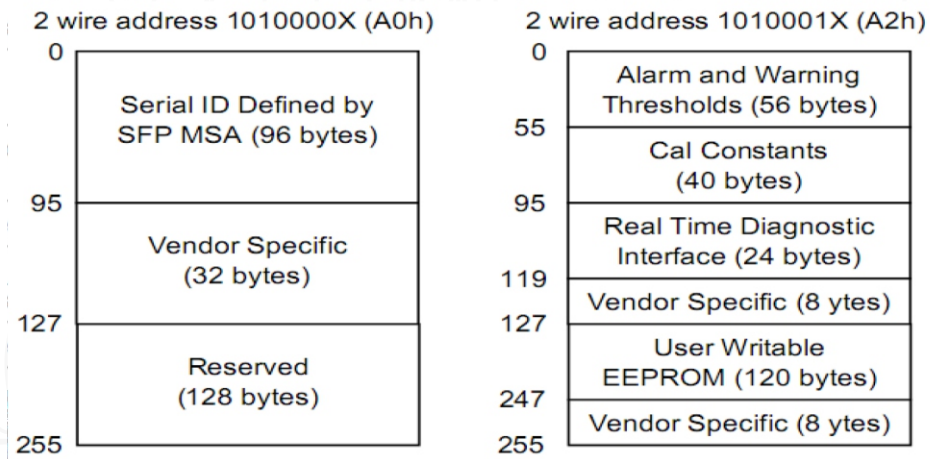 2 wire address 1010000X (A0h)
0
Serial ID Defined by
SFP MSA (96 bytes)
95
Vendor Specific
(32 bytes)
127
Reserved
(128 bytes)
255
2 wire address 1010001X (A2h)
0
Alarm and Warning
Thresholds (56 bytes)
55
Cal Constants
(40 bytes)
95
Real Time Diagnostic
Interface (24 bytes)
119
Vendor Specific (8 ytes)
127
User Writable
EEPROM (120 bytes)
247
Vendor Specific (8 ytes)
255